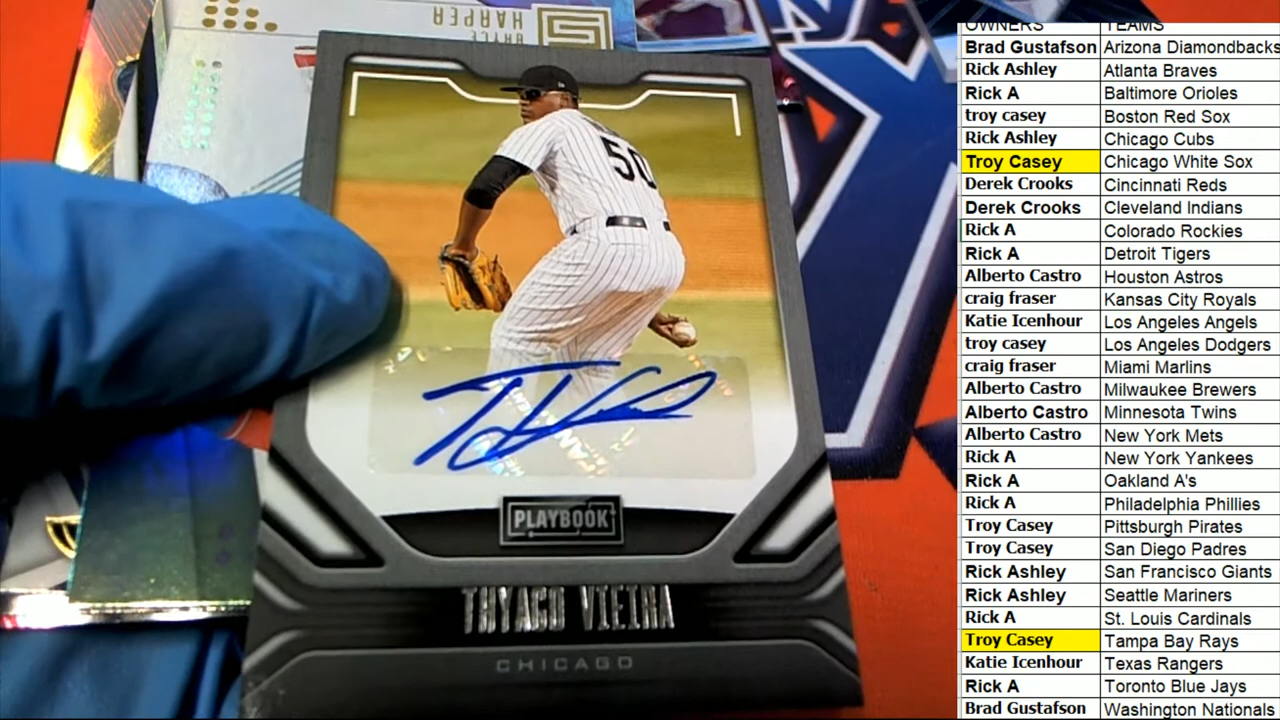 BRYCE
HARPER
50
PLAYBOOK
THYAGO VIEIRA
CHICAGO
OWNERS TEAMS
Brad Gustafson Arizona Diamondbacks
Rick Ashley Atlanta Braves
Rick A Baltimore Orioles
troy casey Boston Red Sox
Rick Ashley Chicago Cubs
Troy Casey Chicago White Sox
Derek Crooks Cincinnati Reds
Derek Crooks Cleveland Indians
Rick A Colorado Rockies
Rick A Detroit Tigers
Alberto Castro Houston Astros
craig fraser Kansas City Royals
Katie Icenhour Los Angeles Angels
troy casey Los Angeles Dodgers
craig fraser Miami Marlins
Alberto Castro Milwaukee Brewers
Alberto Castro Minnesota Twins
Alberto Castro New York Mets
Rick A New York Yankees
Rick A Oakland A's
Rick A Philadelphia Phillies
Troy Casey Pittsburgh Pirates
Troy Casey San Diego Padres
Rick Ashley San Francisco Giants
Rick Ashley Seattle Mariners
Rick A St. Louis Cardinals
Troy Casey Tampa Bay Rays
Katie Icenhour Texas Rangers
Rick A Toronto Blue Jays
Brad Gustafson Washington Nationals